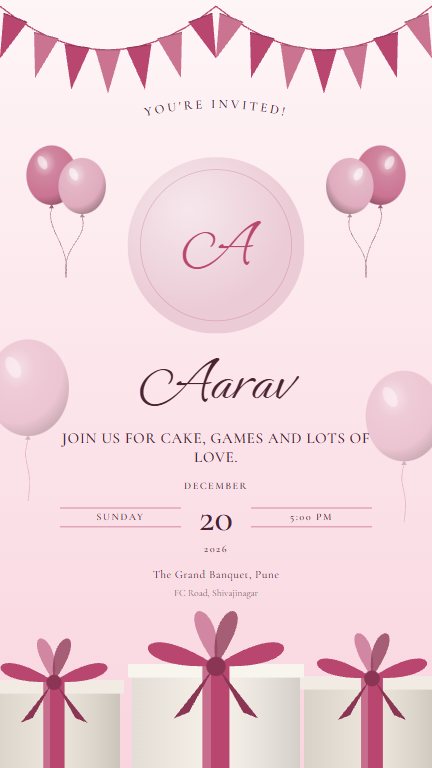 YOU'RE INVITED!
A
Aarav
JOIN US FOR CAKE, GAMES AND LOTS OF
LOVE.
DECEMBER
SUNDAY 20 5:00 PM
2026
The Grand Banquet, Pune
FC Road, Shivajinagar